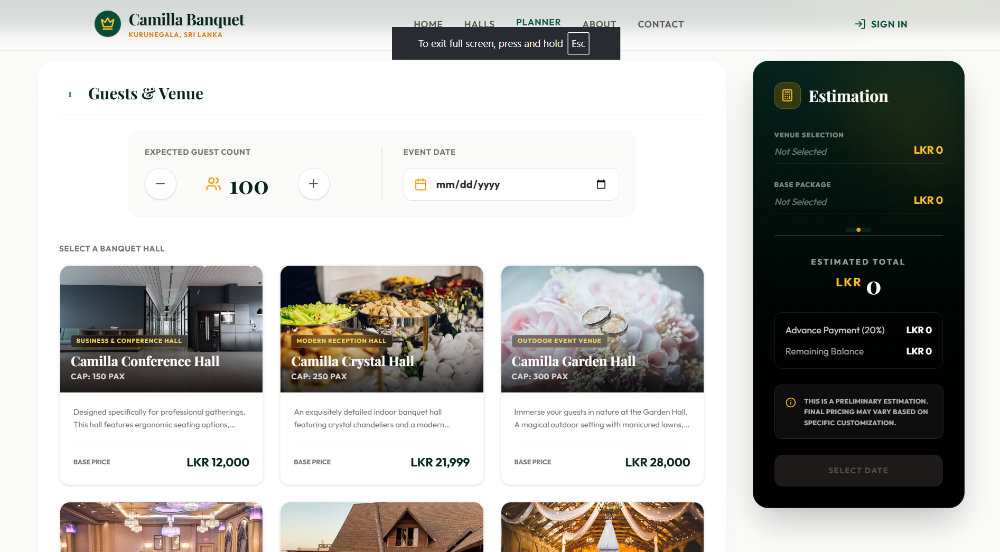 Camilla Banquet
KURUNEGALA, SRI LANKA
HOME
HALLS
PLANNER
ABOUT
CONTACT
SIGN IN
To exit full screen, press and hold Esc
1
Guests & Venue
EXPECTED GUEST COUNT
100
EVENT DATE
mm/dd/yyyy
SELECT A BANQUET HALL
BUSINESS & CONFERENCE HALL
Camilla Conference Hall
CAP: 150 PAX
Designed specifically for professional gatherings.
This hall features ergonomic seating options,...
BASE PRICE
LKR 12,000
MODERN RECEPTION HALL
Camilla Crystal Hall
CAP: 250 PAX
An exquisitely detailed indoor banquet hall
featuring crystal chandeliers and a modern...
BASE PRICE
LKR 21,999
OUTDOOR EVENT VENUE
Camilla Garden Hall
CAP: 300 PAX
Immerse your guests in nature at the Garden Hall.
A magical outdoor setting with manicured lawns,...
BASE PRICE
LKR 28,000
Estimation
VENUE SELECTION
Not Selected
LKR 0
BASE PACKAGE
Not Selected
LKR 0
ESTIMATED TOTAL
LKR 0
Advance Payment (20%)
LKR 0
Remaining Balance
LKR 0
THIS IS A PRELIMINARY ESTIMATION.
FINAL PRICING MAY VARY BASED ON
SPECIFIC CUSTOMIZATION.
SELECT DATE